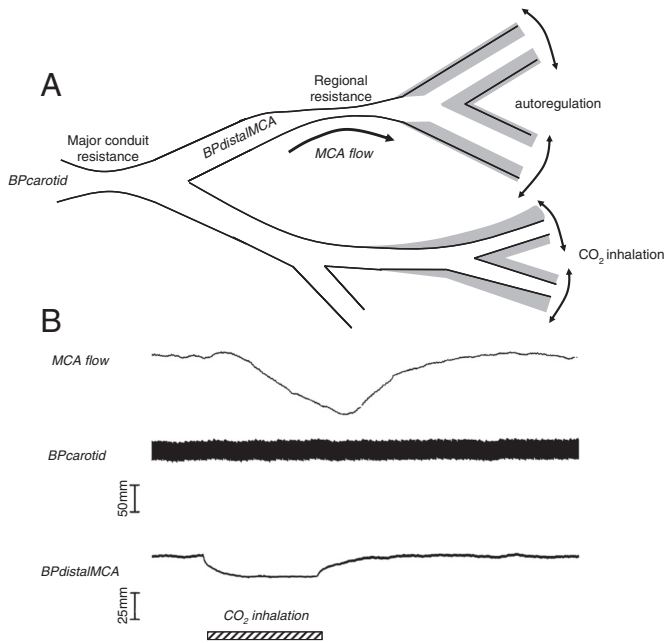 A
Regional
resistance
autoregulation
BPdistalMCA
Major conduit
resistance
MCA flow
BPcarotid
CO₂ inhalation
B
MCA flow
BPcarotid
50mm
BPdistalMCA
25mm
CO₂ inhalation